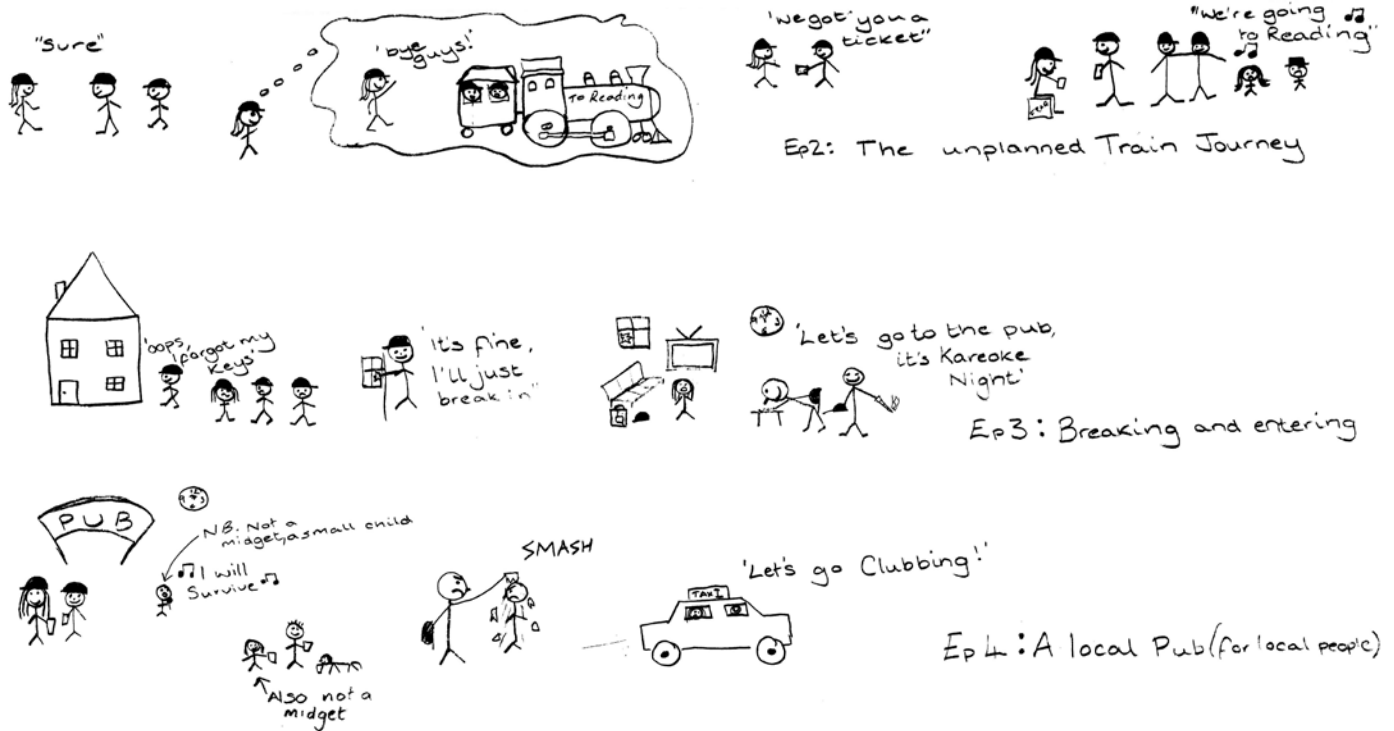 "sure"
'bye
guys!'
To Reading
'We got you a
ticket"
"We're going
to Reading"
Ep2: The unplanned Train Journey
'oops,
'forgot my
keys'
'It's fine,
I'll just
break in"
'Let's go to the pub,
it's Kareoke
Night'
Ep3: Breaking and entering
PUB
NB. Not a
midget, a small child
I will
Survive
Also not a
midget
SMASH
TAXI
'Let's go Clubbing!'
Ep4: A local Pub (for local people)